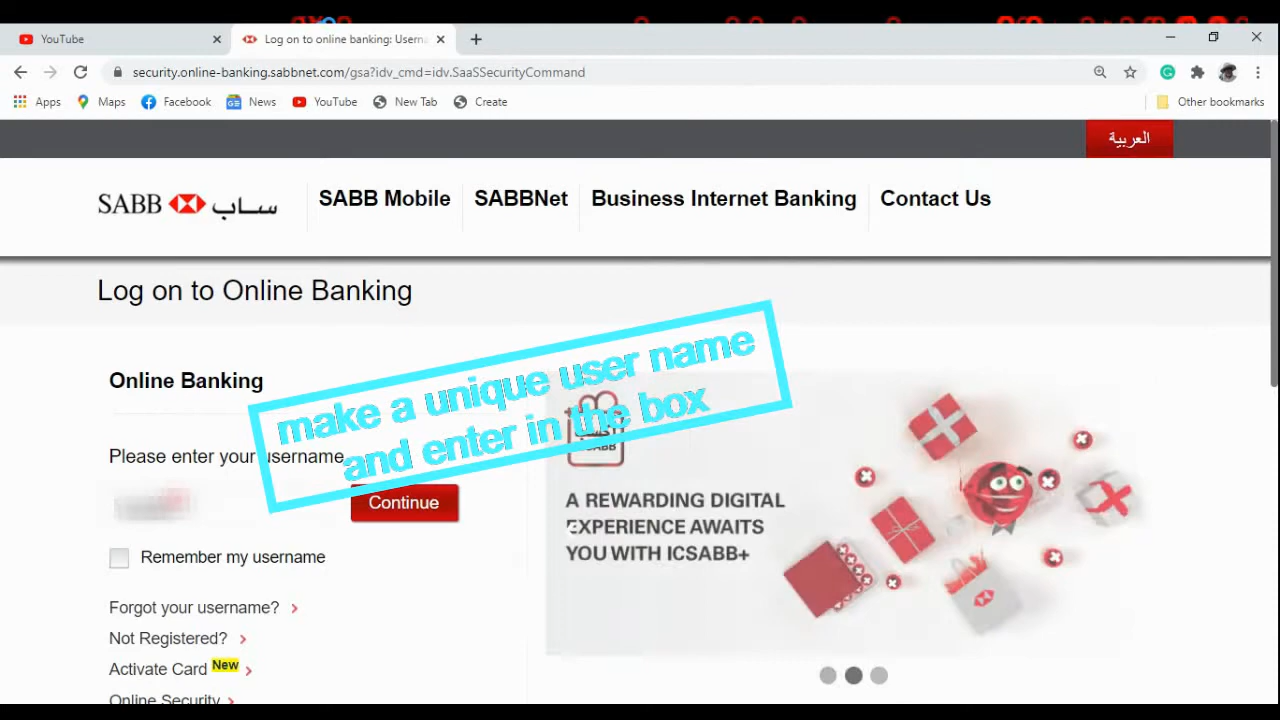 YouTube
Log on to online banking: Userna
security.online-banking.sabbnet.com/gsa?idv_cmd=idv.SaaSSecurityCommand
Apps Maps Facebook News YouTube New Tab Create Other bookmarks
العربية
SABB ساب SABB Mobile SABBNet Business Internet Banking Contact Us
Log on to Online Banking
Online Banking
make a unique user name
and enter in the box
Please enter your username
Continue
Remember my username
Forgot your username?
Not Registered?
Activate Card New
Online Security
A REWARDING DIGITAL
EXPERIENCE AWAITS
YOU WITH ICSABB+